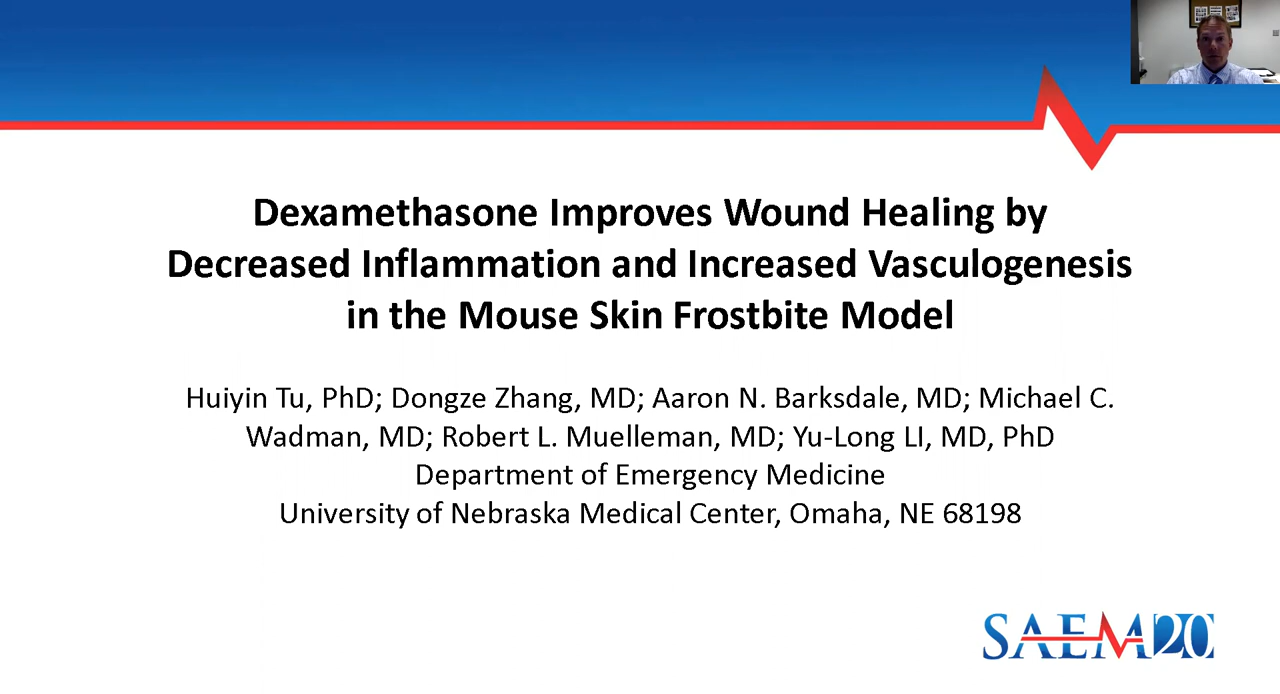 Dexamethasone Improves Wound Healing by
Decreased Inflammation and Increased Vasculogenesis
in the Mouse Skin Frostbite Model
Huiyin Tu, PhD; Dongze Zhang, MD; Aaron N. Barksdale, MD; Michael C.
Wadman, MD; Robert L. Muelleman, MD; Yu-Long LI, MD, PhD
Department of Emergency Medicine
University of Nebraska Medical Center, Omaha, NE 68198
SAEM20